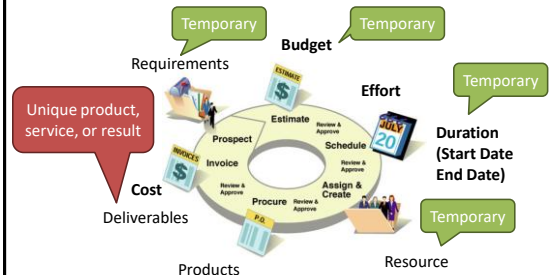 Temporary
Temporary
Budget
Requirements
ESTIMATE
$
Effort
Temporary
Unique product,
service, or result
Estimate
Review &
Approve
JULY
20
Prospect
Schedule
Duration
(Start Date
End Date)
INVOICES
$
Invoice
Review &
Approve
Cost
Review &
Approve
Assign &
Create
Procure
Review &
Approve
Deliverables
P.O.
Temporary
Products
Resource